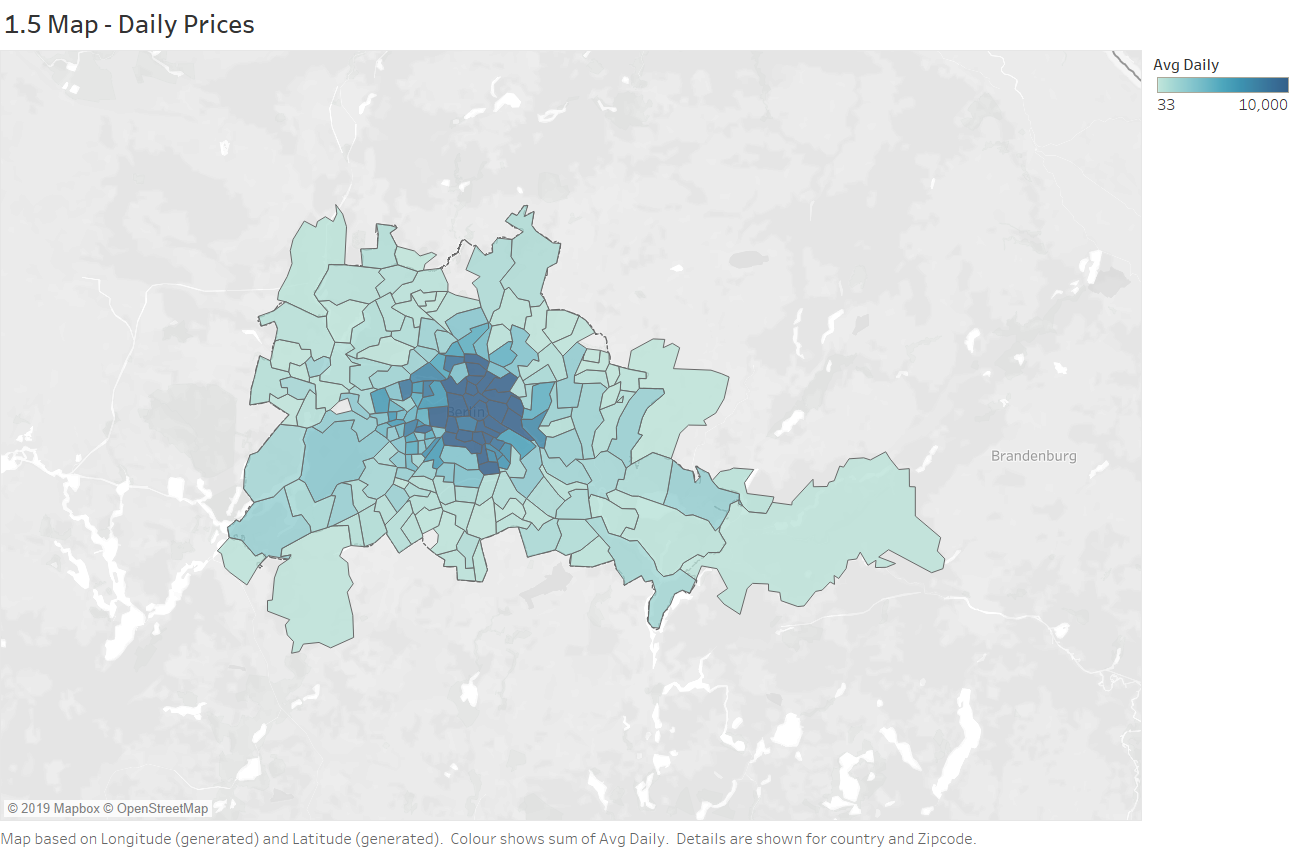 1.5 Map - Daily Prices
Avg Daily
33 10,000
Berlin
Brandenburg
© 2019 Mapbox © OpenStreetMap
Map based on Longitude (generated) and Latitude (generated).  Colour shows sum of Avg Daily.  Details are shown for country and Zipcode.